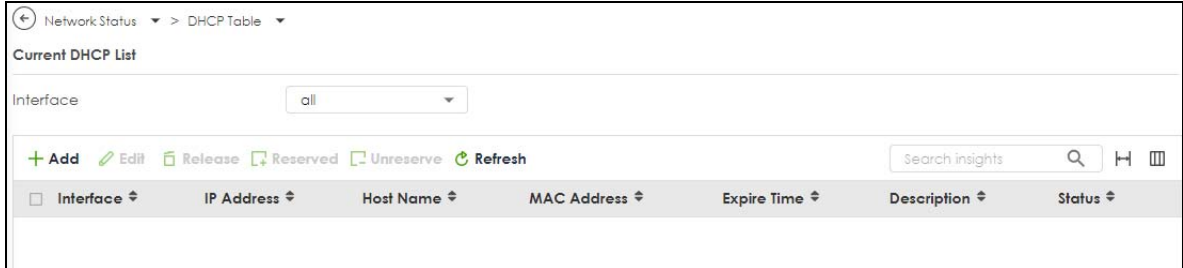 Network Status > DHCP Table
Current DHCP List
Interface all
Add Edit Release Reserved Unreserve Refresh Search insights
Interface IP Address Host Name MAC Address Expire Time Description Status